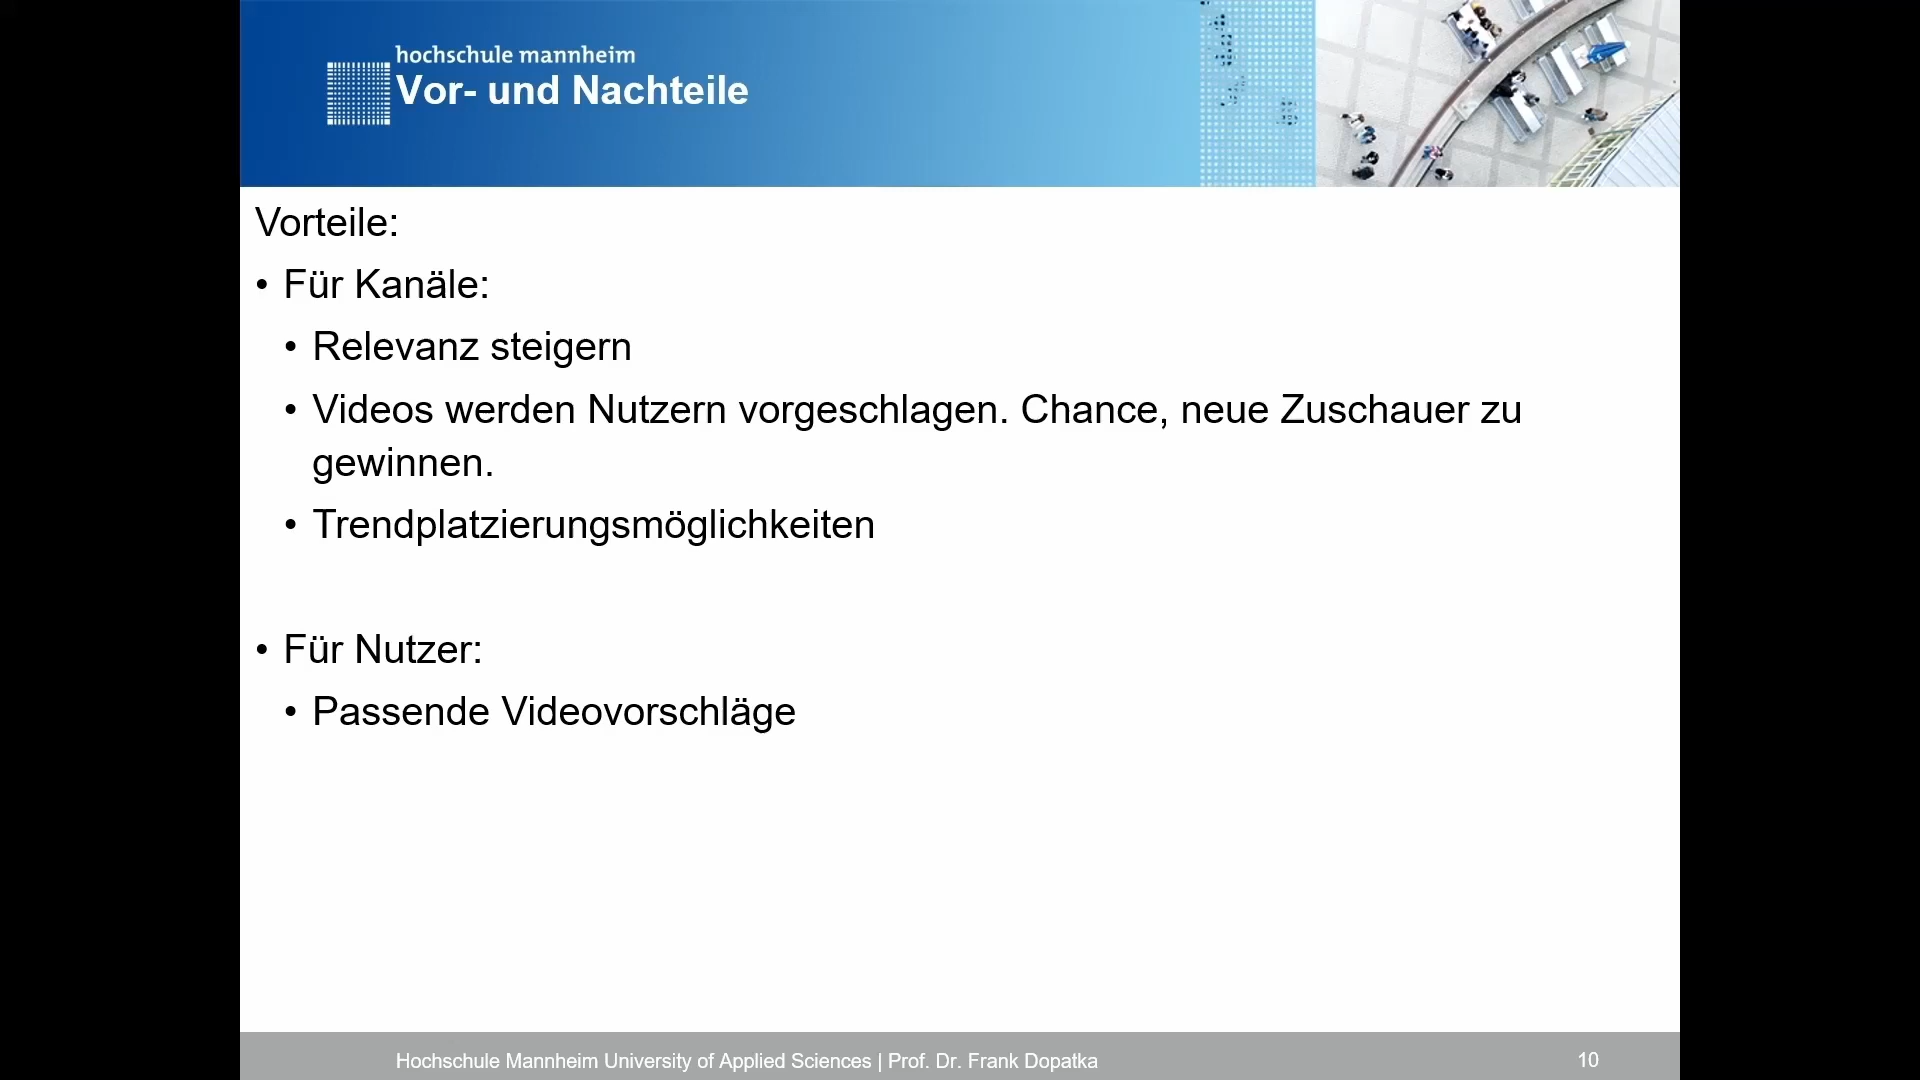 hochschule mannheim
Vor- und Nachteile
Vorteile:
• Für Kanäle:
• Relevanz steigern
• Videos werden Nutzern vorgeschlagen. Chance, neue Zuschauer zu
gewinnen.
• Trendplatzierungsmöglichkeiten
• Für Nutzer:
• Passende Videovorschläge
Hochschule Mannheim University of Applied Sciences | Prof. Dr. Frank Dopatka
10